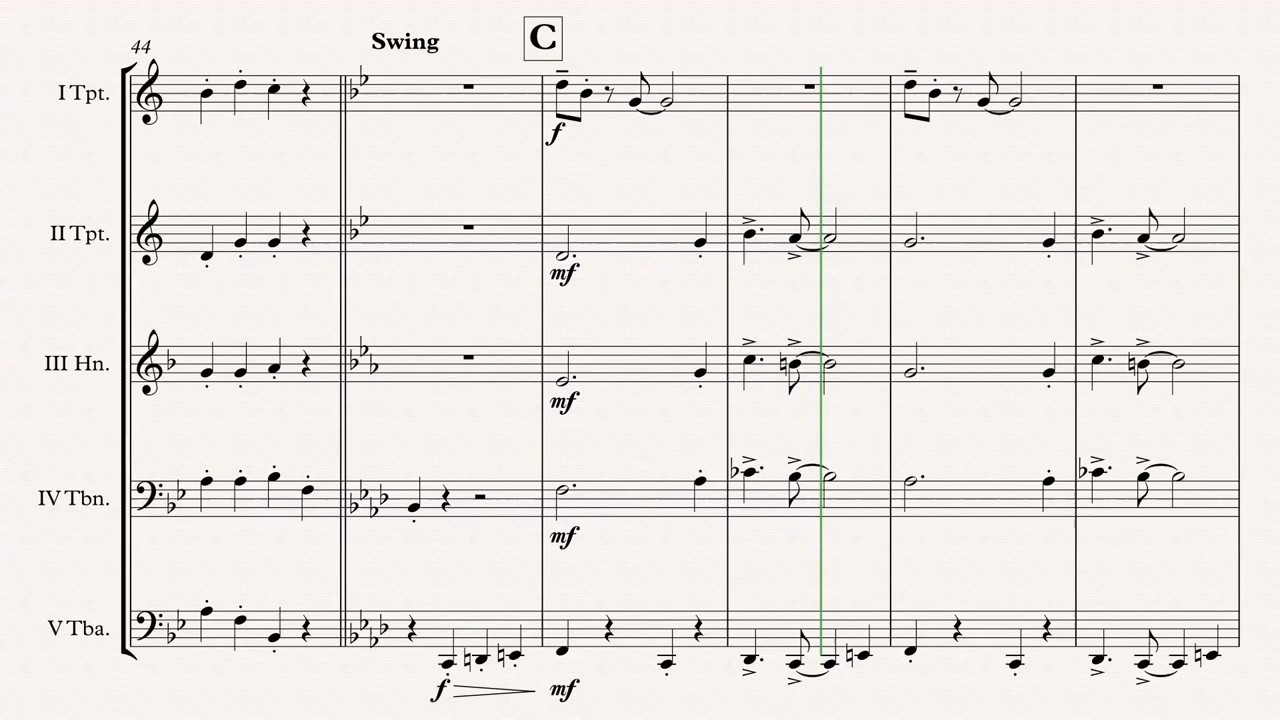 44
Swing
C
I Tpt.
f
II Tpt.
mf
III Hn.
mf
IV Tbn.
mf
V Tba.
f mf